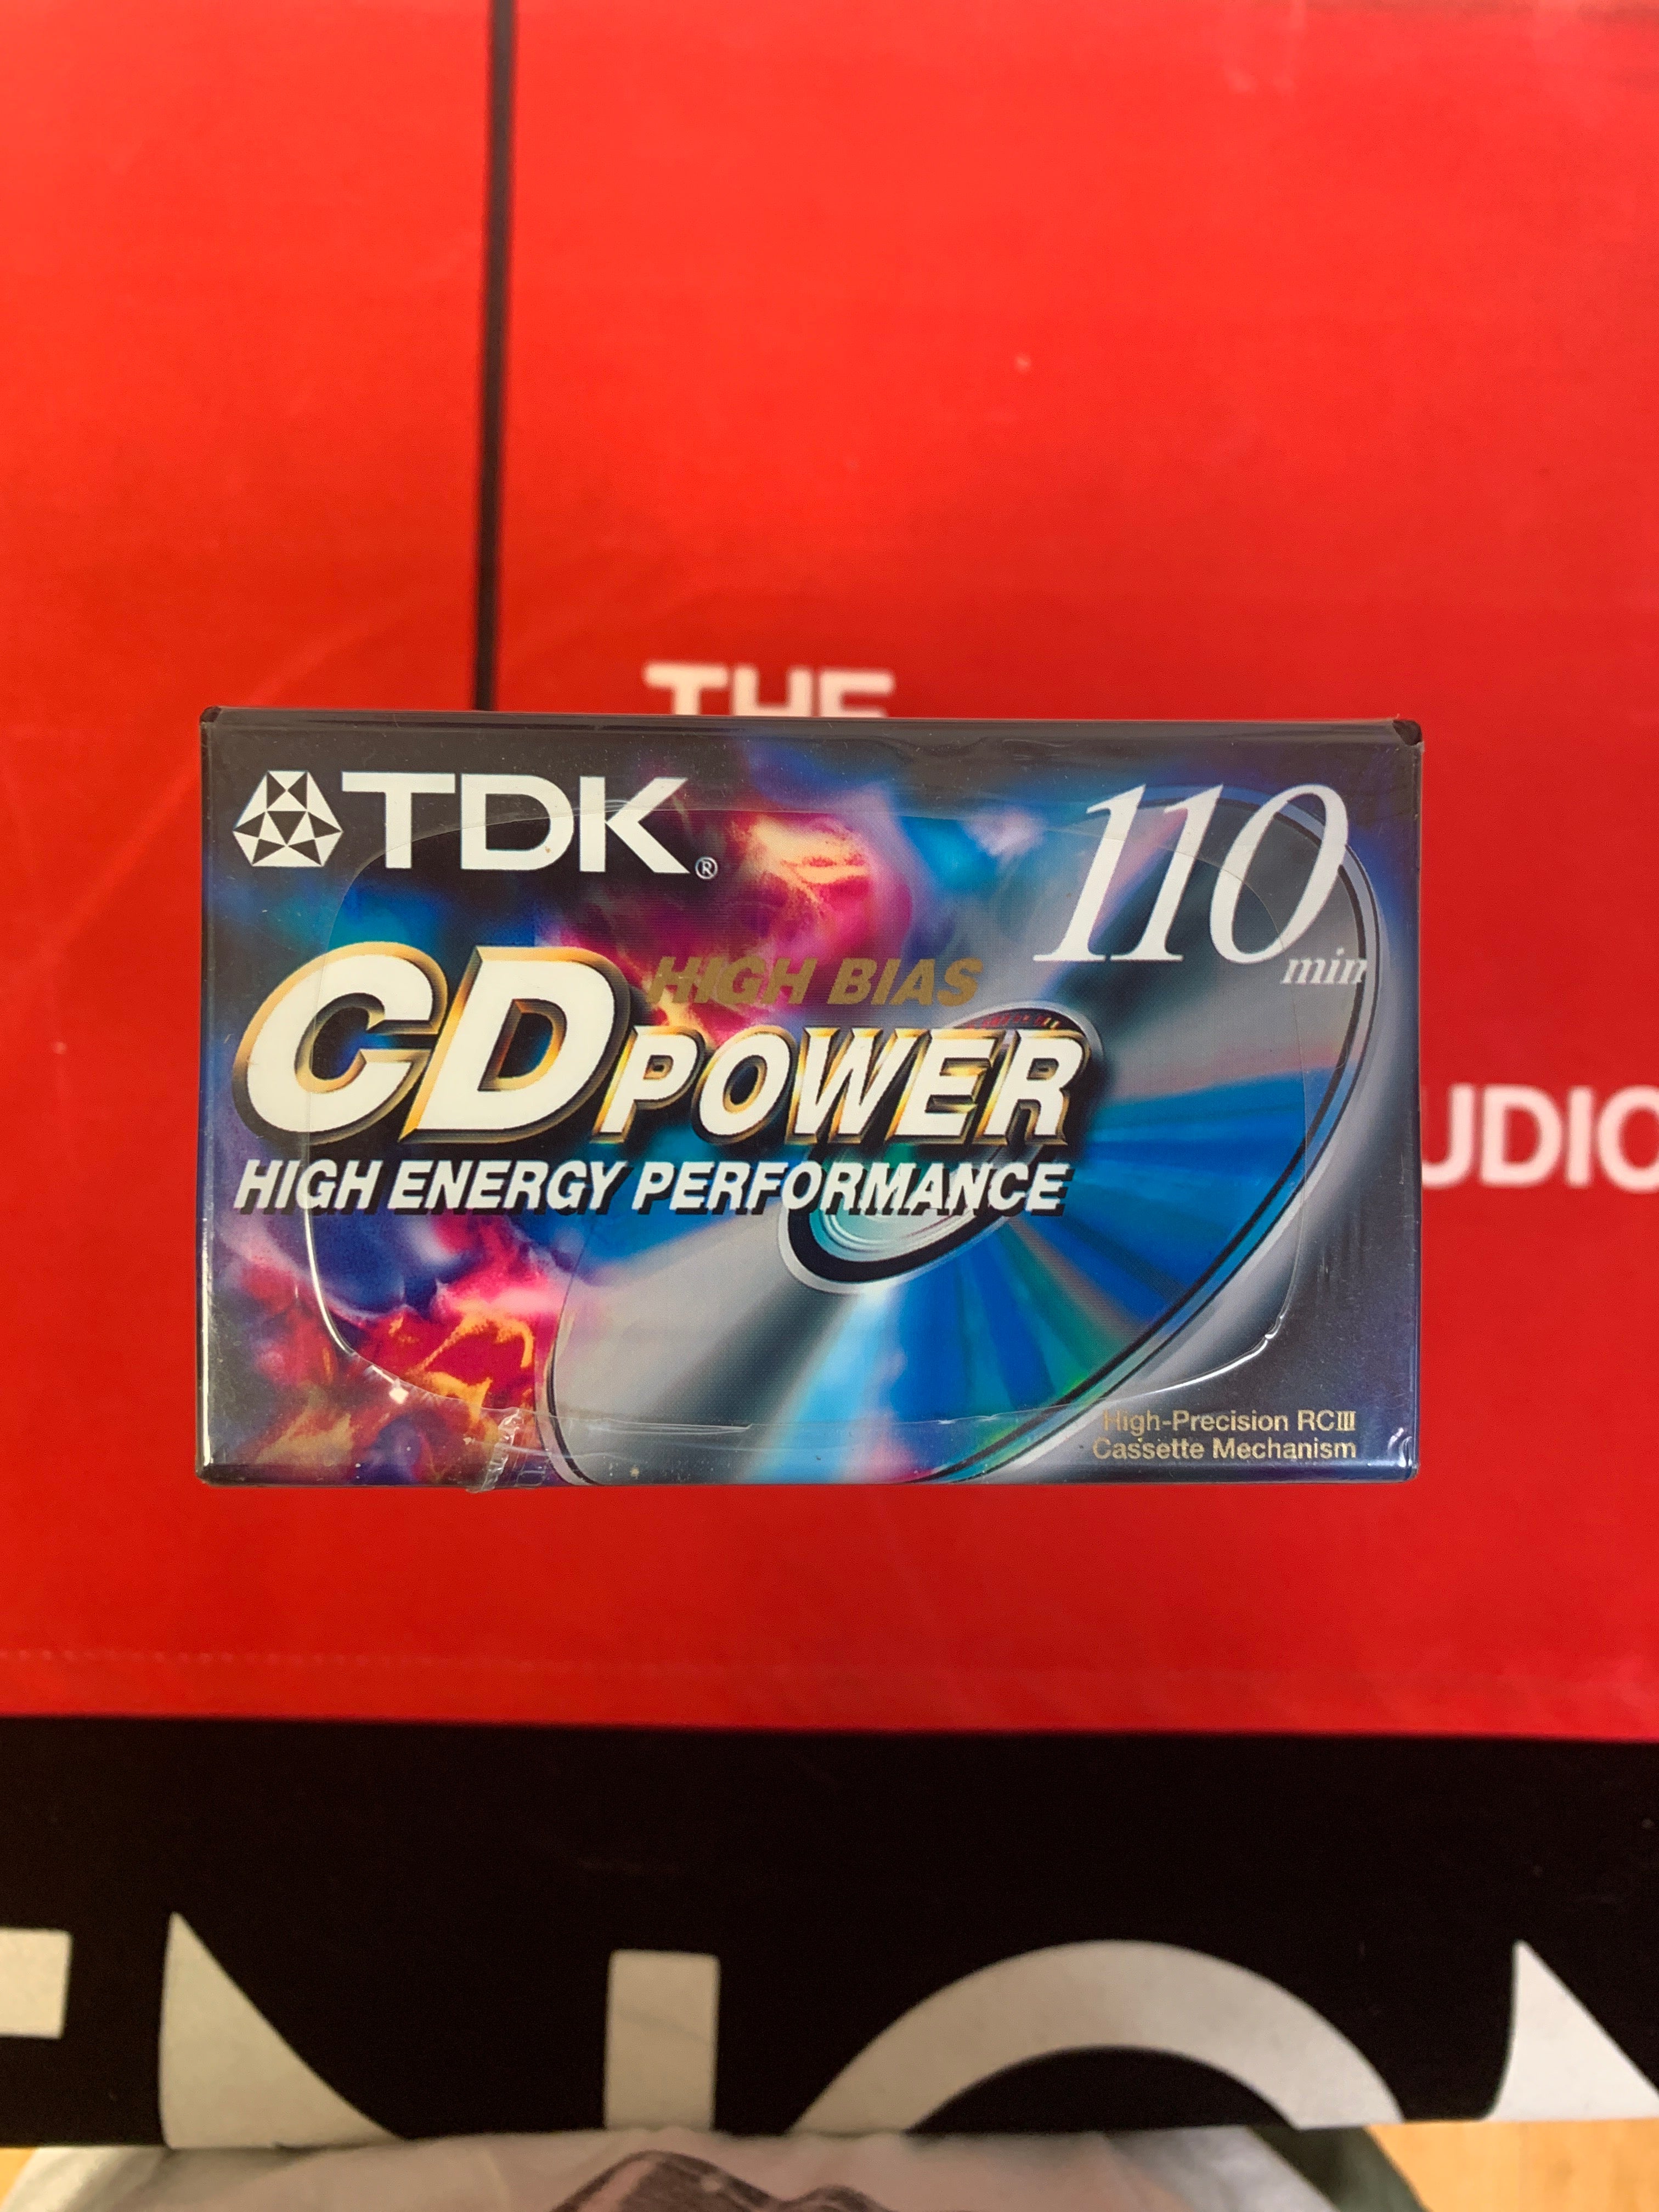 THE
TDK®
110
min
HIGH BIAS
CD POWER
HIGH ENERGY PERFORMANCE
UDIO
High-Precision RCIII
Cassette Mechanism